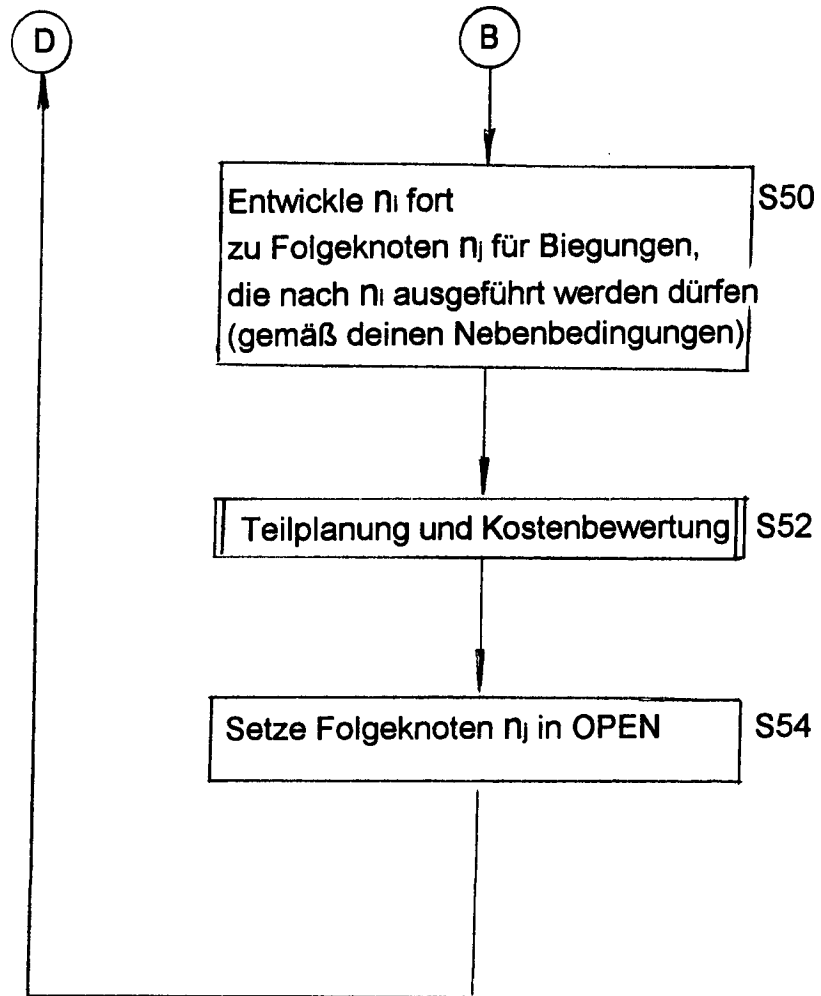 D
B
Entwickle ni fort
zu Folgeknoten nj für Biegungen,
die nach ni ausgeführt werden dürfen
(gemäß deinen Nebenbedingungen)
S50
Teilplanung und Kostenbewertung
S52
Setze Folgeknoten nj in OPEN
S54